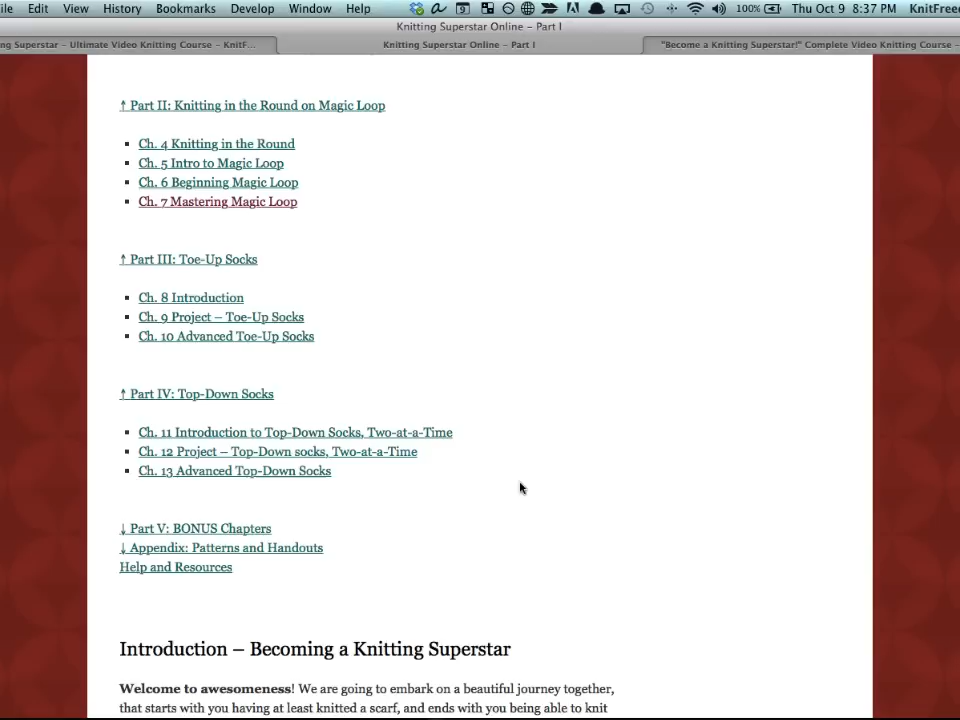 ile Edit View History Bookmarks Develop Window Help 9 100% Thu Oct 9 8:37 PM KnitFree
Knitting Superstar Online – Part I
ng Superstar – Ultimate Video Knitting Course – KnitF... Knitting Superstar Online – Part I "Become a Knitting Superstar!" Complete Video Knitting Course –
↑ Part II: Knitting in the Round on Magic Loop
▪ Ch. 4 Knitting in the Round
▪ Ch. 5 Intro to Magic Loop
▪ Ch. 6 Beginning Magic Loop
▪ Ch. 7 Mastering Magic Loop
↑ Part III: Toe-Up Socks
▪ Ch. 8 Introduction
▪ Ch. 9 Project – Toe-Up Socks
▪ Ch. 10 Advanced Toe-Up Socks
↑ Part IV: Top-Down Socks
▪ Ch. 11 Introduction to Top-Down Socks, Two-at-a-Time
▪ Ch. 12 Project – Top-Down socks, Two-at-a-Time
▪ Ch. 13 Advanced Top-Down Socks
↓ Part V: BONUS Chapters
↓ Appendix: Patterns and Handouts
Help and Resources
Introduction – Becoming a Knitting Superstar
Welcome to awesomeness! We are going to embark on a beautiful journey together,
that starts with you having at least knitted a scarf, and ends with you being able to knit